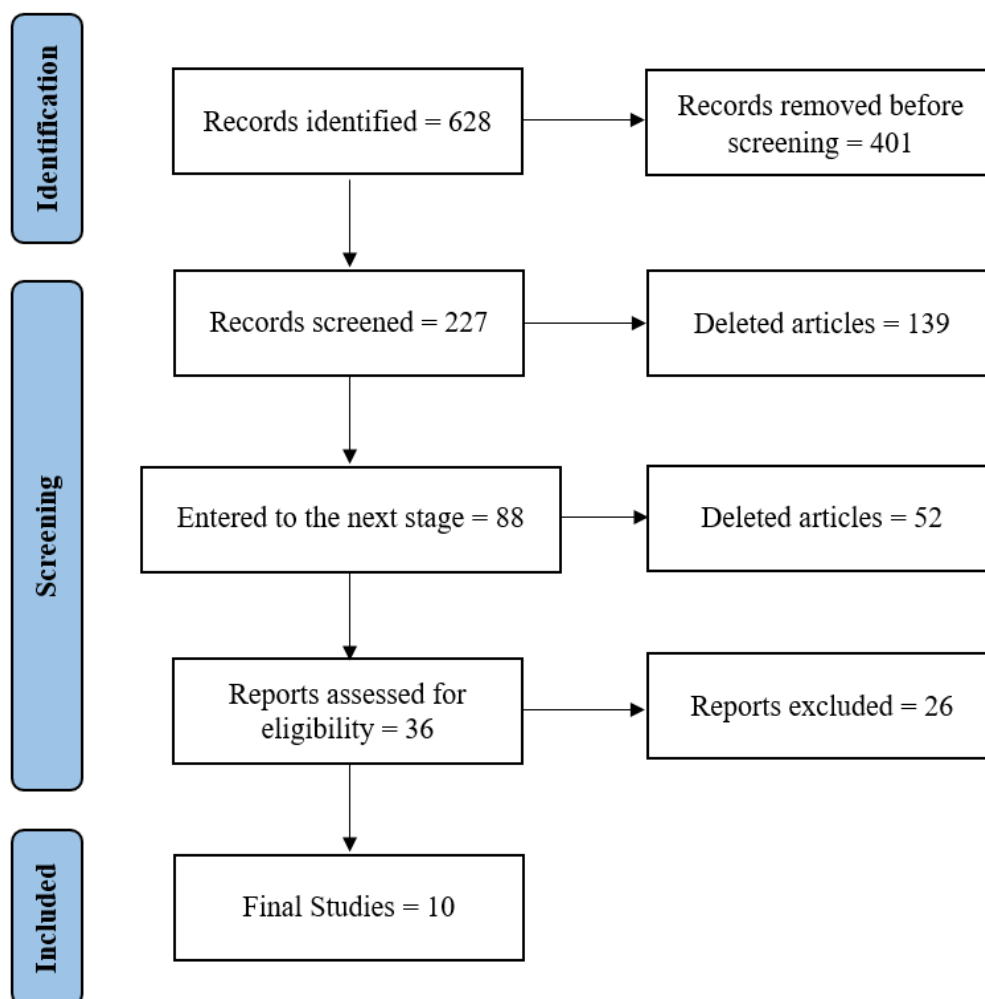 Identification
Records identified = 628
Records removed before
screening = 401
Screening
Records screened = 227
Deleted articles = 139
Entered to the next stage = 88
Deleted articles = 52
Reports assessed for
eligibility = 36
Reports excluded = 26
Included
Final Studies = 10